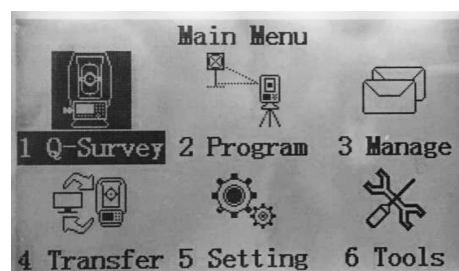 Main Menu
1 Q-Survey 2 Program 3 Manage
4 Transfer 5 Setting 6 Tools